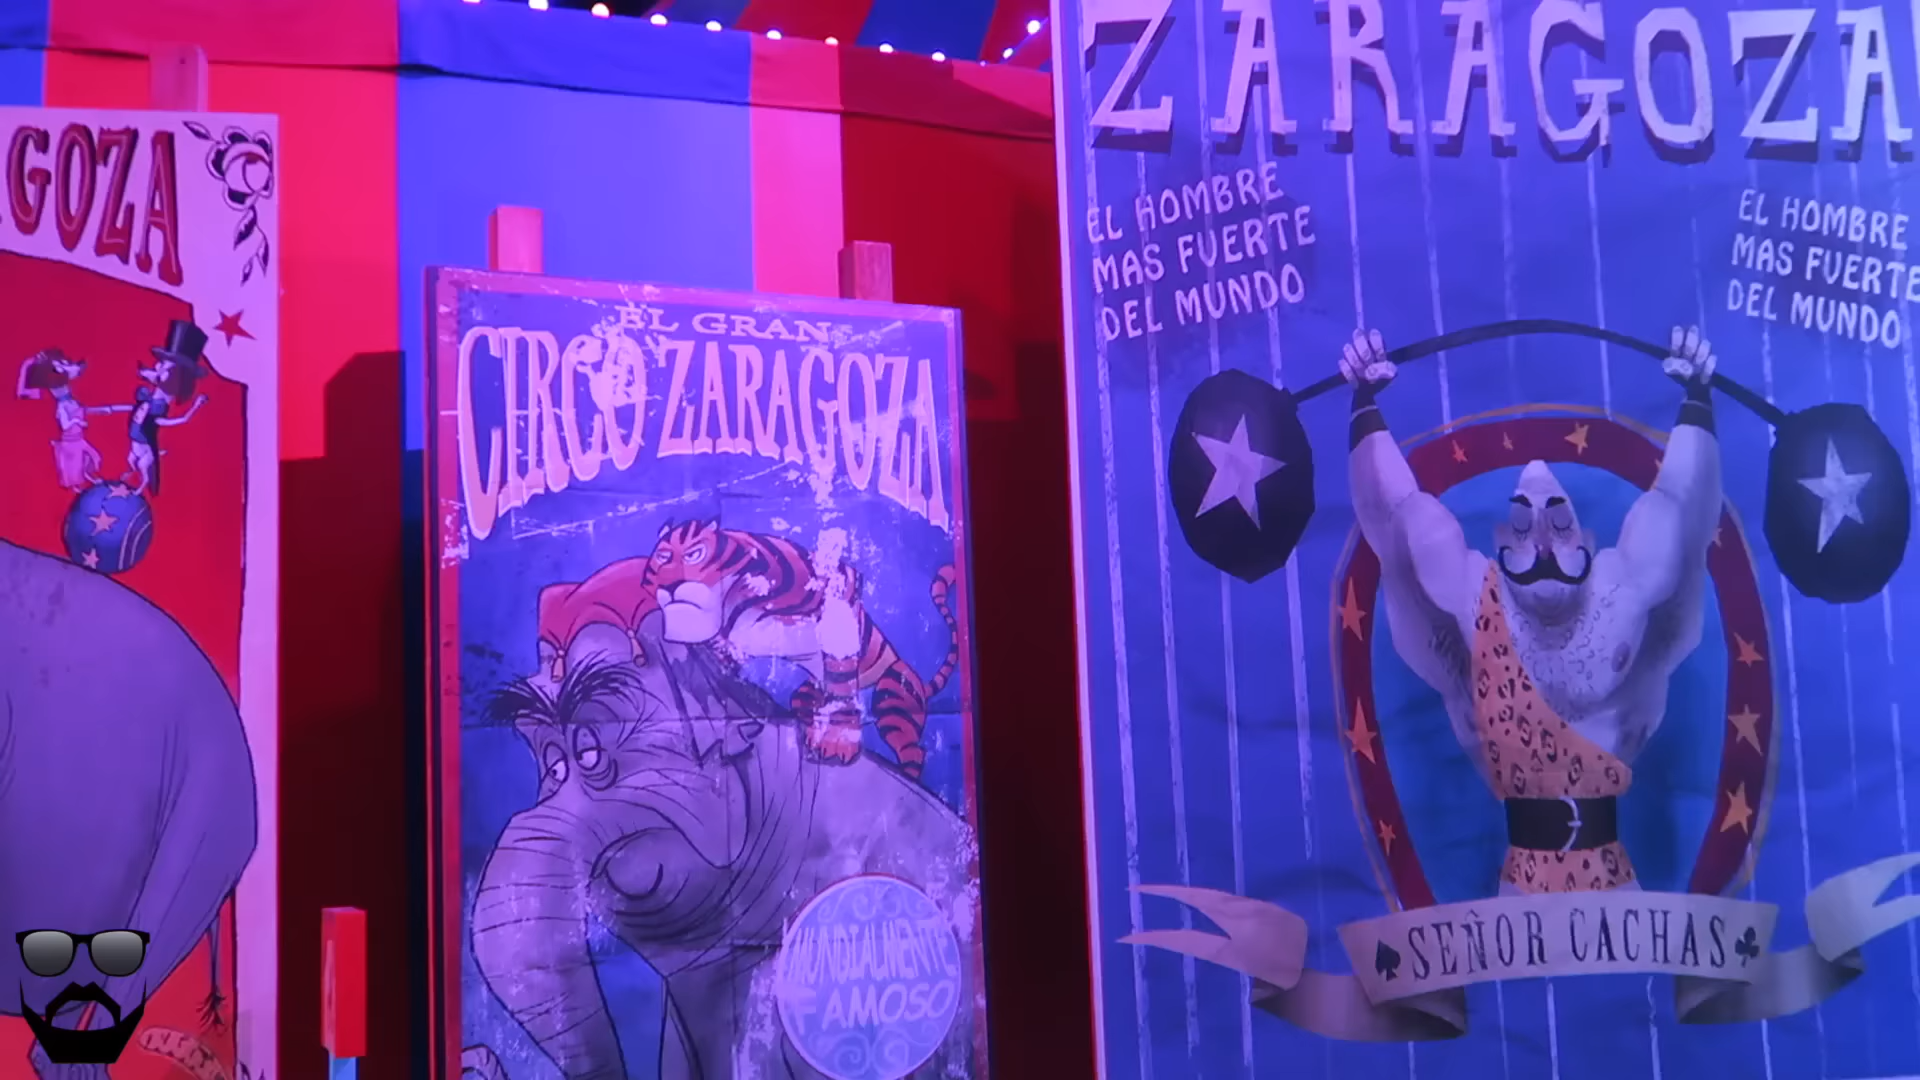 GOZA
EL GRAN
CIRCO ZARAGOZA
MUNDIALMENTE
FAMOSO
ZARAGOZA
EL HOMBRE
MAS FUERTE
DEL MUNDO
EL HOMBRE
MAS FUERTE
DEL MUNDO
SEÑOR CACHAS